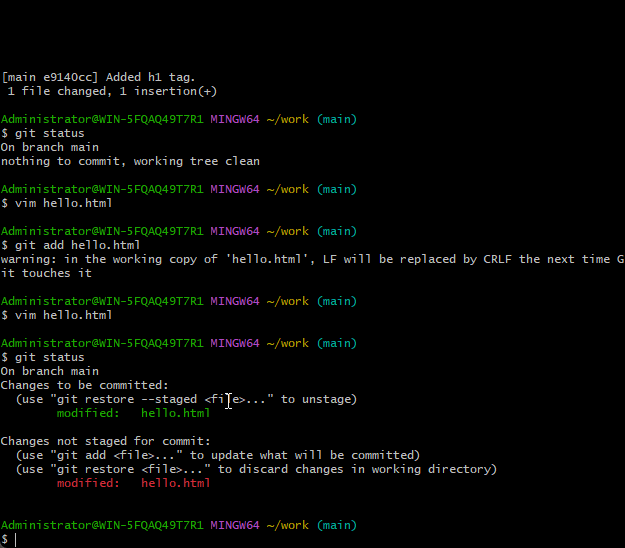 [main e9140cc] Added h1 tag.
 1 file changed, 1 insertion(+)
Administrator@WIN-5FQAQ49T7R1 MINGW64 ~/work (main)
$ git status
On branch main
nothing to commit, working tree clean
Administrator@WIN-5FQAQ49T7R1 MINGW64 ~/work (main)
$ vim hello.html
Administrator@WIN-5FQAQ49T7R1 MINGW64 ~/work (main)
$ git add hello.html
warning: in the working copy of 'hello.html', LF will be replaced by CRLF the next time G
it touches it
Administrator@WIN-5FQAQ49T7R1 MINGW64 ~/work (main)
$ vim hello.html
Administrator@WIN-5FQAQ49T7R1 MINGW64 ~/work (main)
$ git status
On branch main
Changes to be committed:
  (use "git restore --staged <file>..." to unstage)
        modified:   hello.html
Changes not staged for commit:
  (use "git add <file>..." to update what will be committed)
  (use "git restore <file>..." to discard changes in working directory)
        modified:   hello.html
Administrator@WIN-5FQAQ49T7R1 MINGW64 ~/work (main)
$